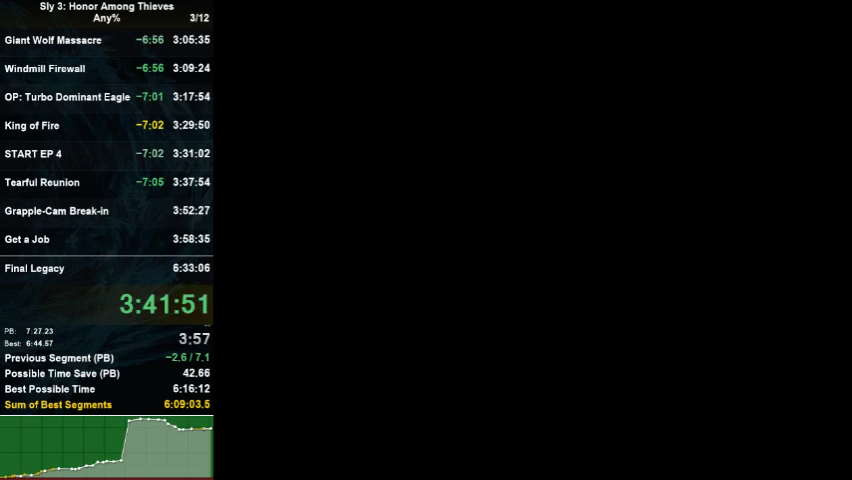 Sly 3: Honor Among Thieves
Any% 3/12
Giant Wolf Massacre −6:56 3:05:35
Windmill Firewall −6:56 3:09:24
OP: Turbo Dominant Eagle −7:01 3:17:54
King of Fire −7:02 3:29:50
START EP 4 −7:02 3:31:02
Tearful Reunion −7:05 3:37:54
Grapple-Cam Break-in 3:52:27
Get a Job 3:58:35
Final Legacy 6:33:06
3:41:51
PB: 7:27.23
Best: 6:44.57
3:57
Previous Segment (PB) −2.6 / 7.1
Possible Time Save (PB) 42.66
Best Possible Time 6:16:12
Sum of Best Segments 6:09:03.5